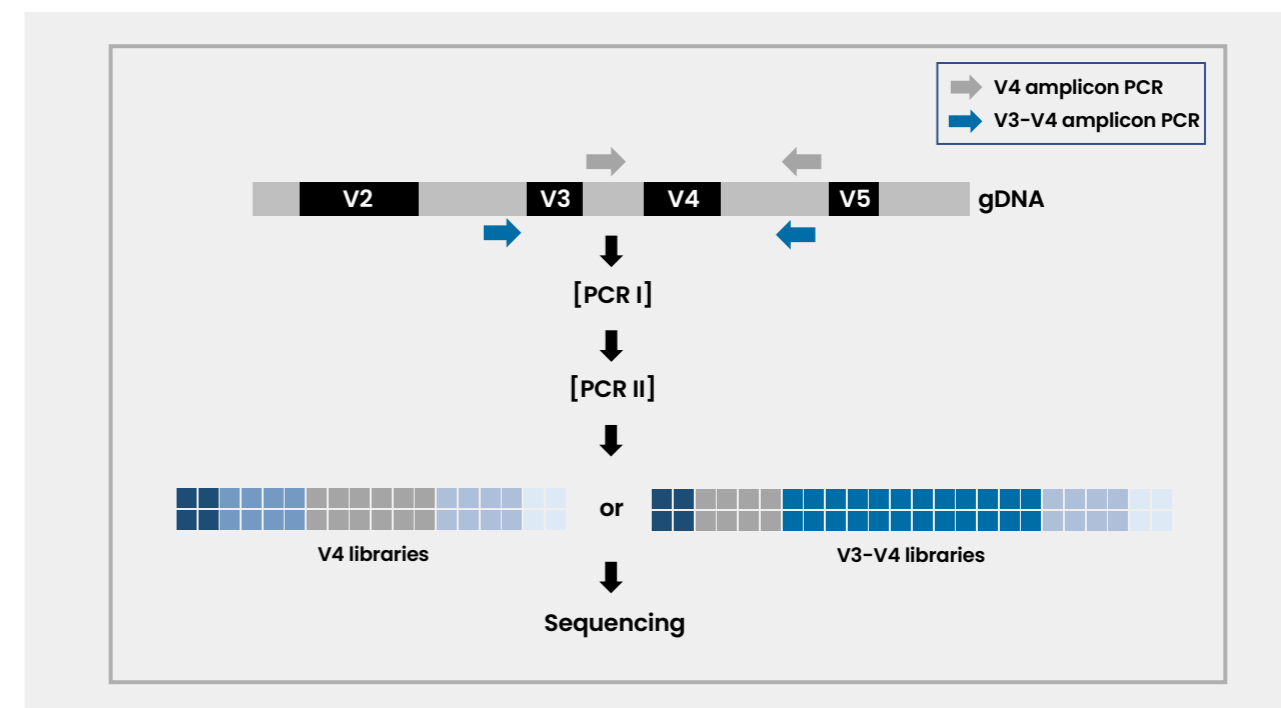 V4 amplicon PCR
V3-V4 amplicon PCR
V2 V3 V4 V5 gDNA
[PCR I]
[PCR II]
or
V4 libraries V3-V4 libraries
Sequencing